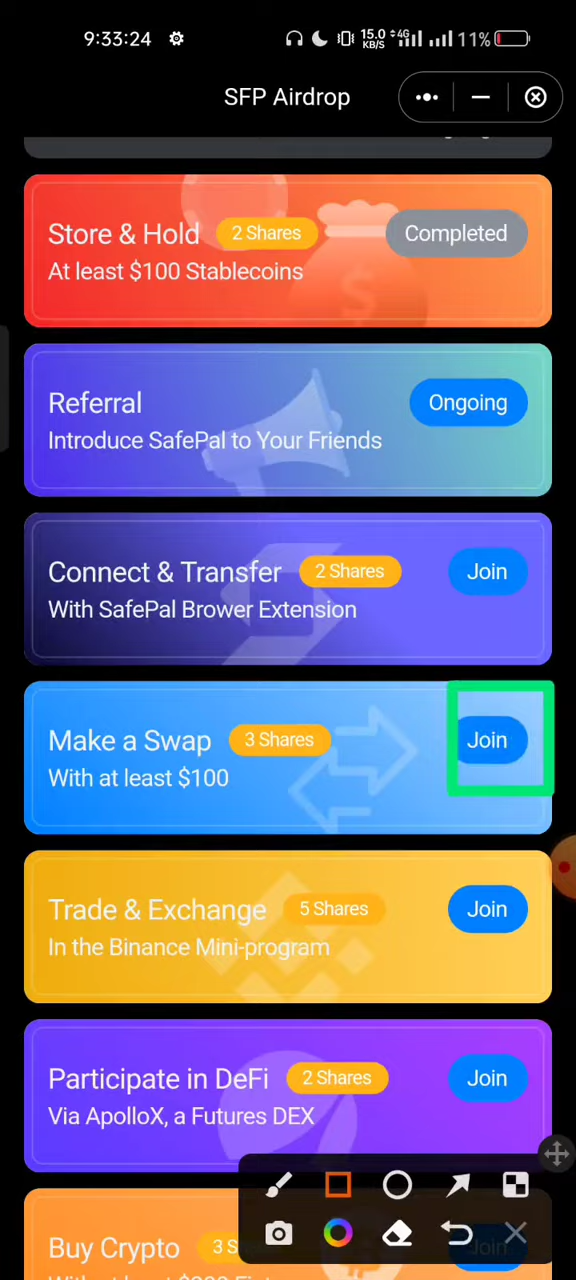 9:33:24
15.0 KB/S 4G 11%
SFP Airdrop
Store & Hold 2 Shares Completed
At least $100 Stablecoins
Referral Ongoing
Introduce SafePal to Your Friends
Connect & Transfer 2 Shares Join
With SafePal Brower Extension
Make a Swap 3 Shares Join
With at least $100
Trade & Exchange 5 Shares Join
In the Binance Mini-program
Participate in DeFi 2 Shares Join
Via ApolloX, a Futures DEX
Buy Crypto 3 S Join